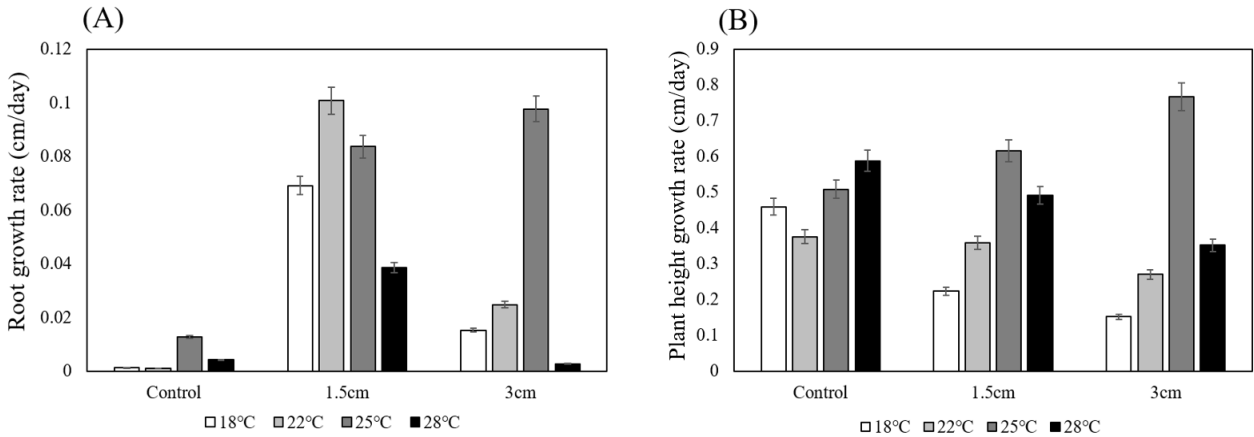 (A)
Root growth rate (cm/day)
0.12
0.1
0.08
0.06
0.04
0.02
0
Control 1.5cm 3cm
18℃ 22℃ 25℃ 28℃
(B)
Plant height growth rate (cm/day)
0.9
0.8
0.7
0.6
0.5
0.4
0.3
0.2
0.1
0
Control 1.5cm 3cm
18℃ 22℃ 25℃ 28℃